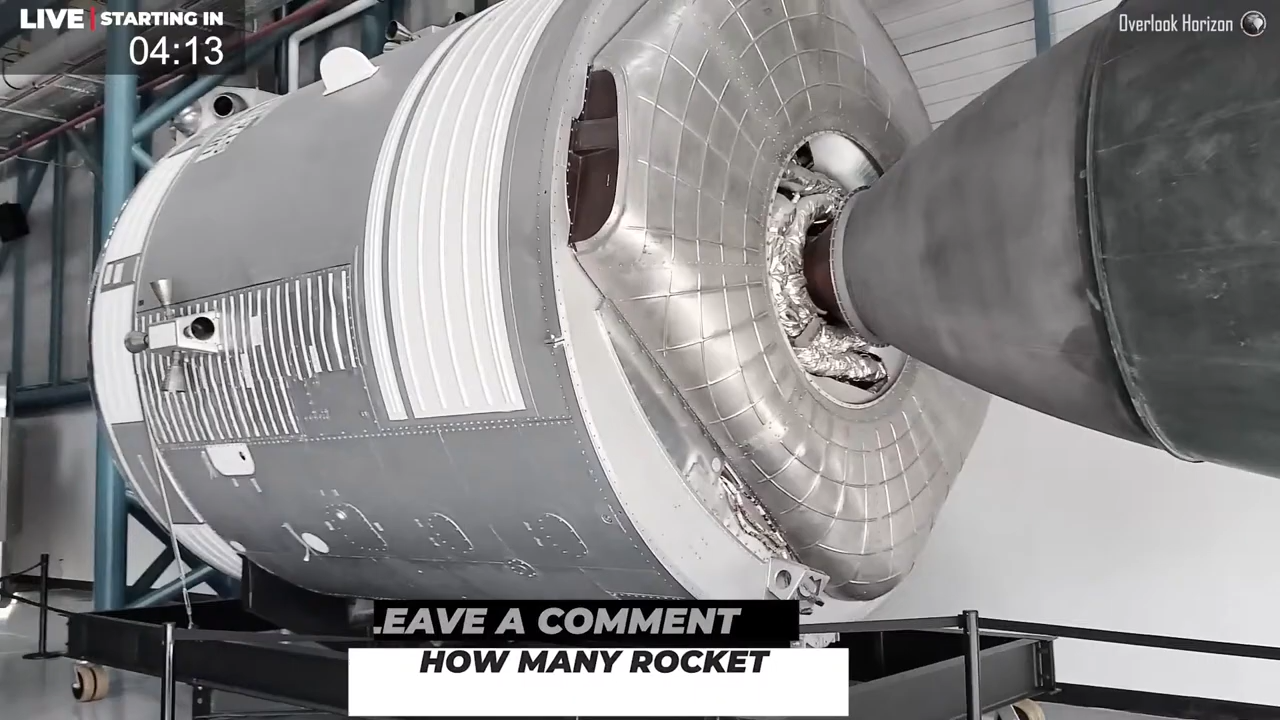 LIVE | STARTING IN
04:13
Overlook Horizon
.EAVE A COMMENT
HOW MANY ROCKET